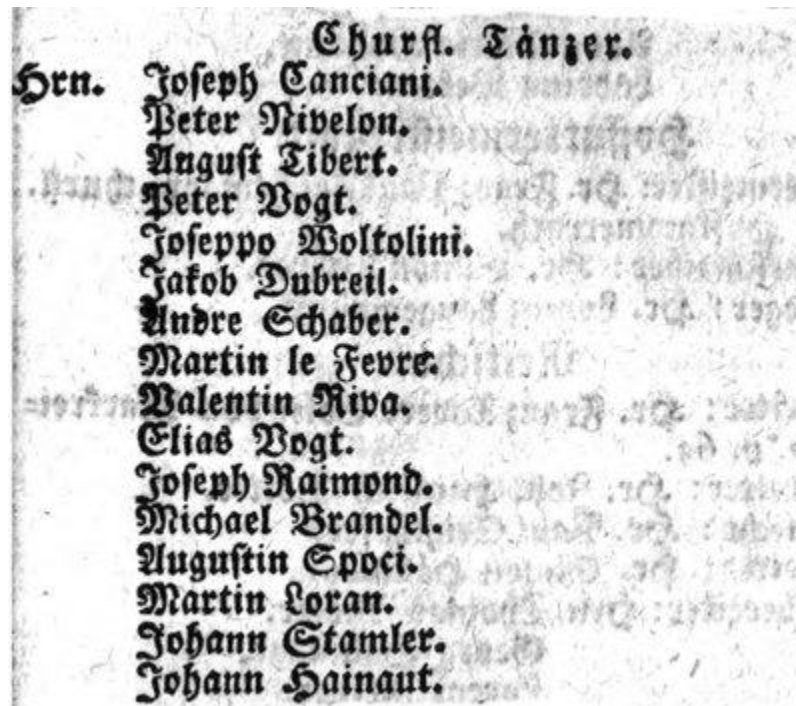 Churfl. Tänzer.
Hrn. Joseph Canciani.
Peter Nivelon.
August Tibert.
Peter Vogt.
Joseppo Woltolini.
Jakob Dubreil.
Andre Schaber.
Martin le Fevre.
Valentin Riva.
Elias Vogt.
Joseph Raimond.
Michael Brandel.
Augustin Spoci.
Martin Loran.
Johann Stamler.
Johann Hainaut.